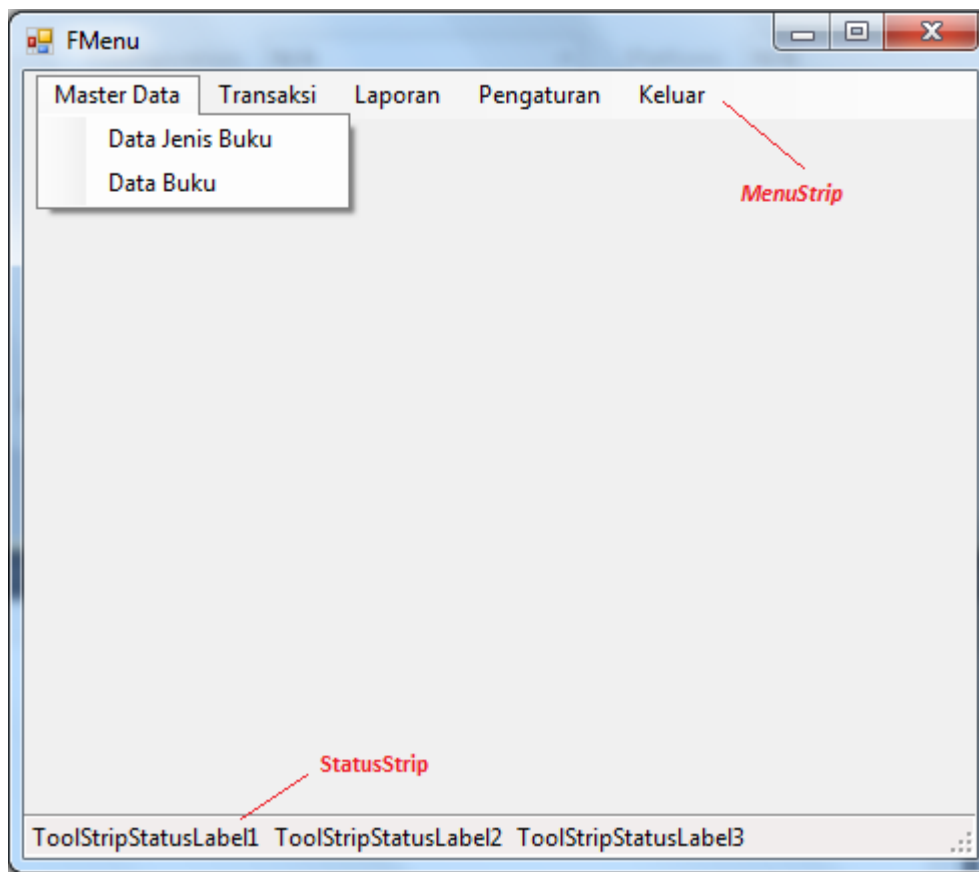 FMenu
Master Data Transaksi Laporan Pengaturan Keluar
Data Jenis Buku
Data Buku
MenuStrip
StatusStrip
ToolStripStatusLabel1 ToolStripStatusLabel2 ToolStripStatusLabel3